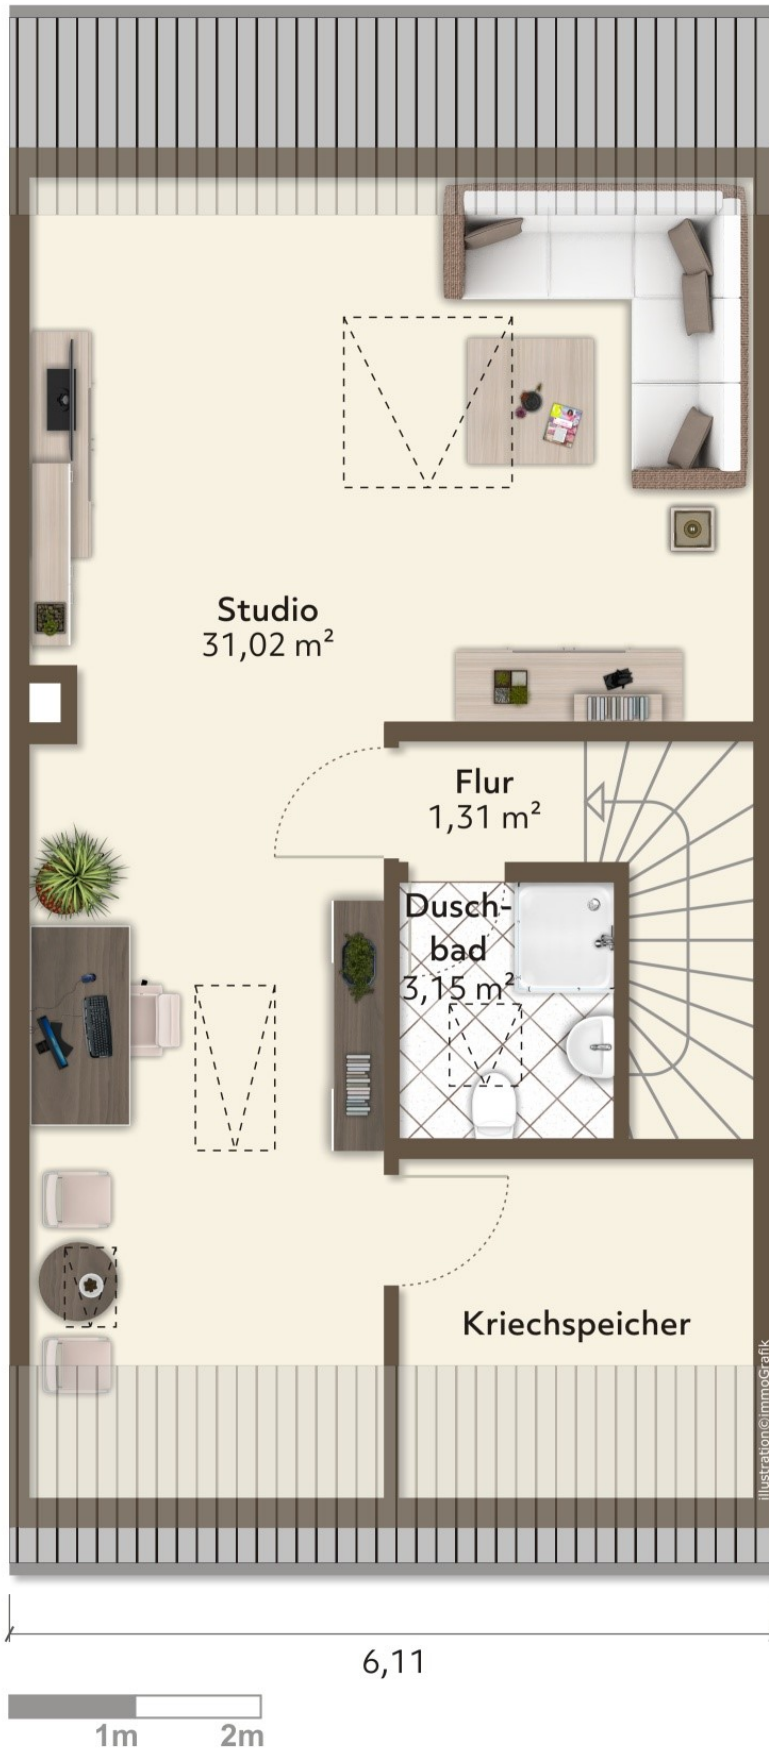 Studio
31,02 m²
Flur
1,31 m²
Dusch-
bad
3,15 m²
Kriechspeicher
illustration©immoGrafik
6,11
1m 2m